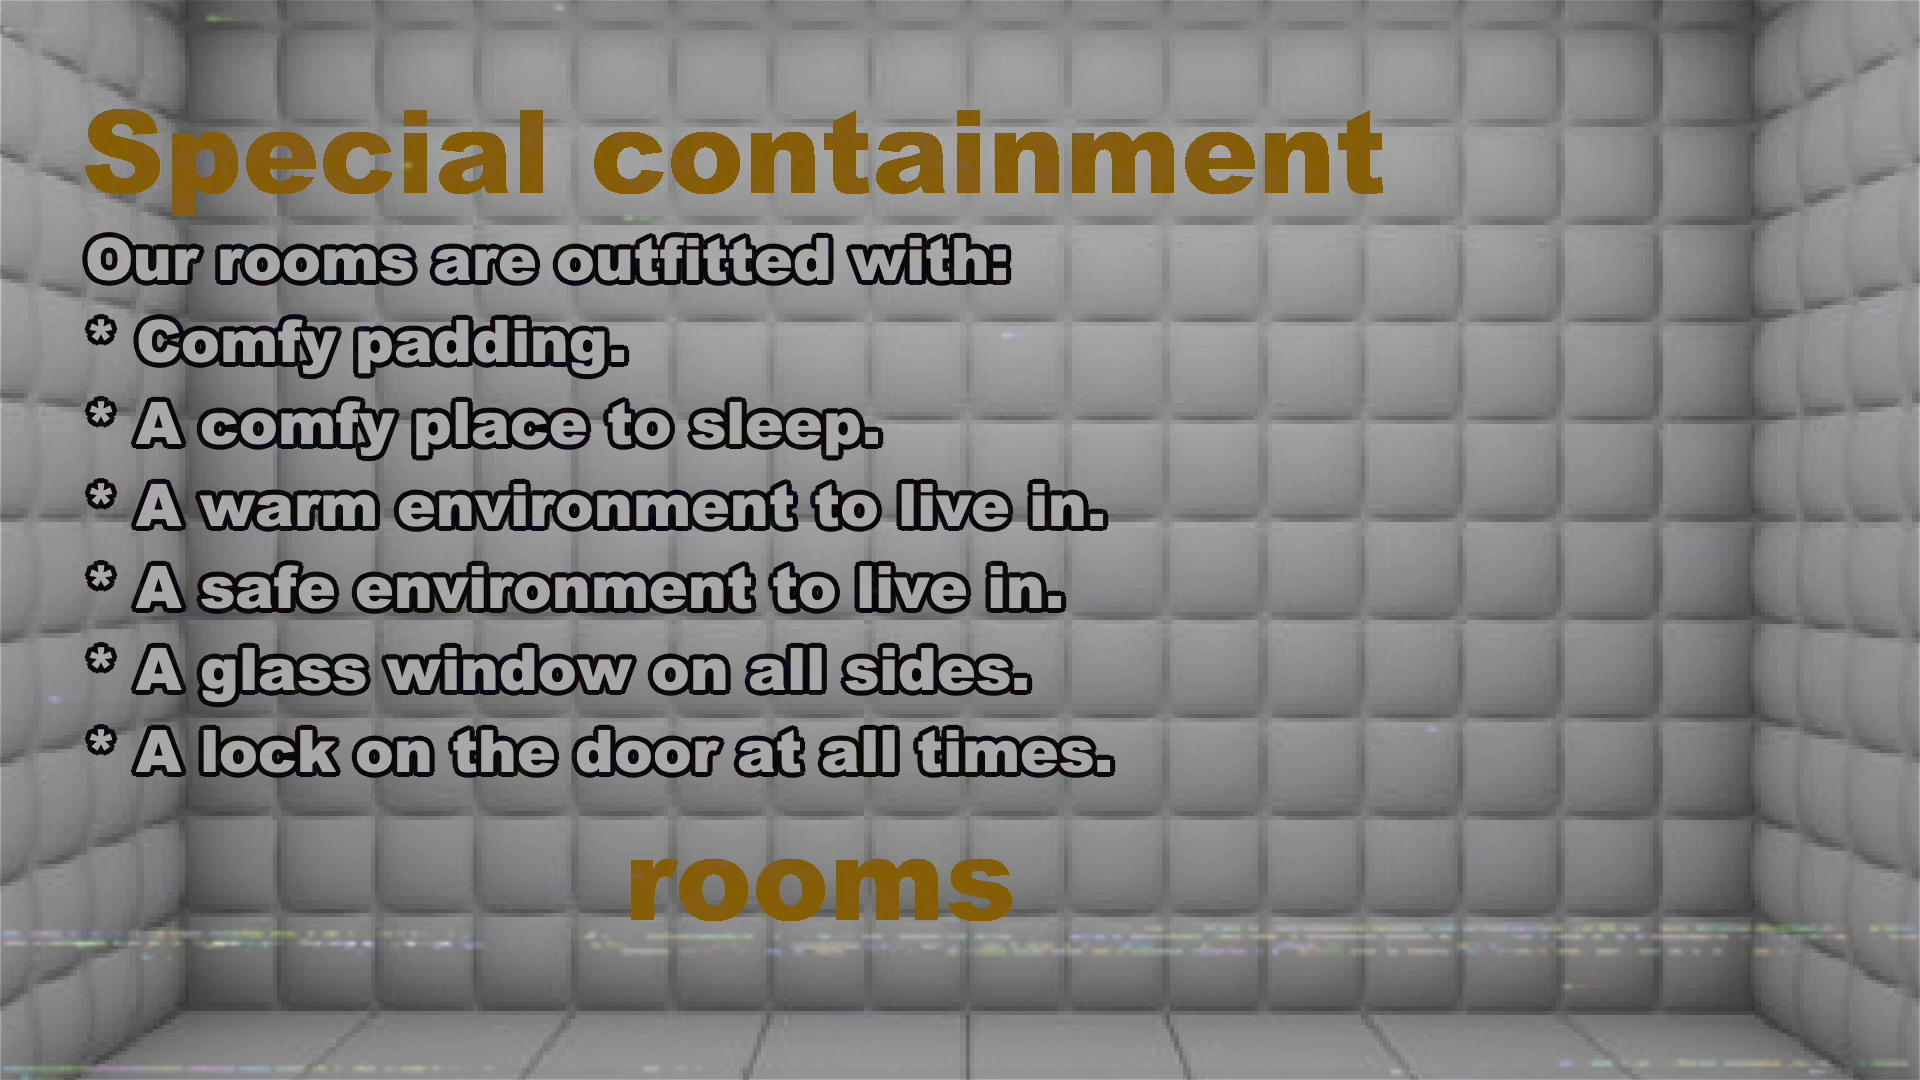 Special containment
Our rooms are outfitted with:
* Comfy padding.
* A comfy place to sleep.
* A warm environment to live in.
* A safe environment to live in.
* A glass window on all sides.
* A lock on the door at all times.
rooms